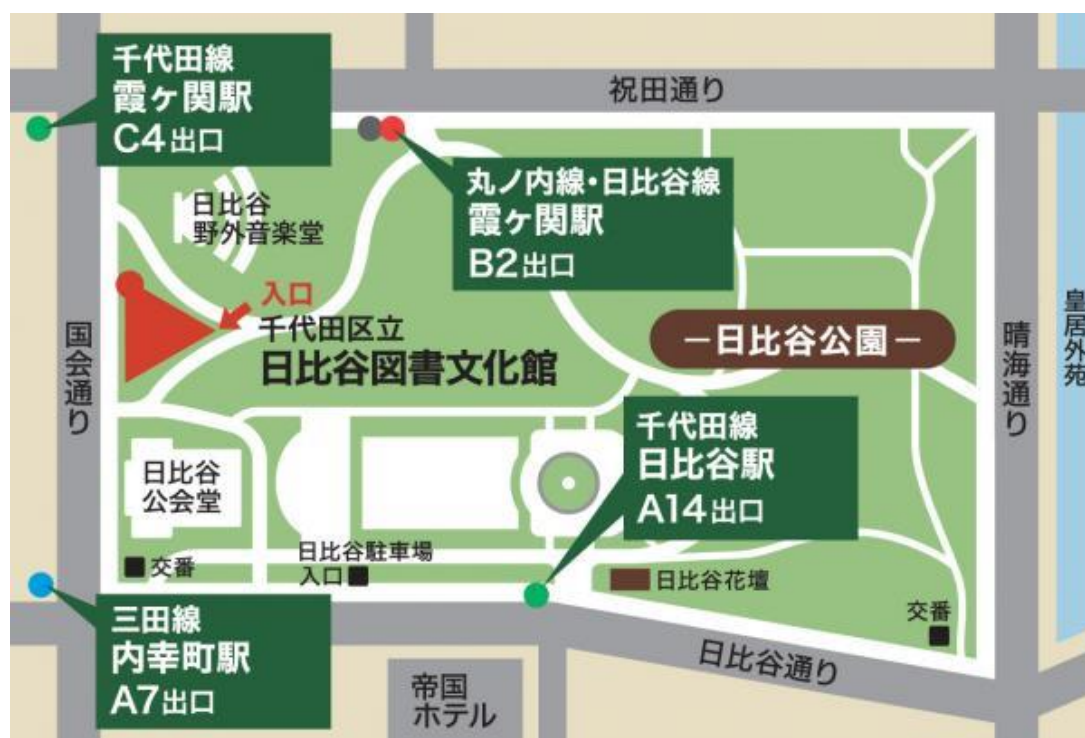 千代田線
霞ヶ関駅
C4出口
祝田通り
丸ノ内線・日比谷線
霞ヶ関駅
B2出口
日比谷
野外音楽堂
入口
千代田区立
日比谷図書文化館
国会通り
－日比谷公園－
晴海通り
皇居外苑
千代田線
日比谷駅
A14出口
日比谷
公会堂
交番
日比谷駐車場
入口
日比谷花壇
交番
三田線
内幸町駅
A7出口
日比谷通り
帝国
ホテル